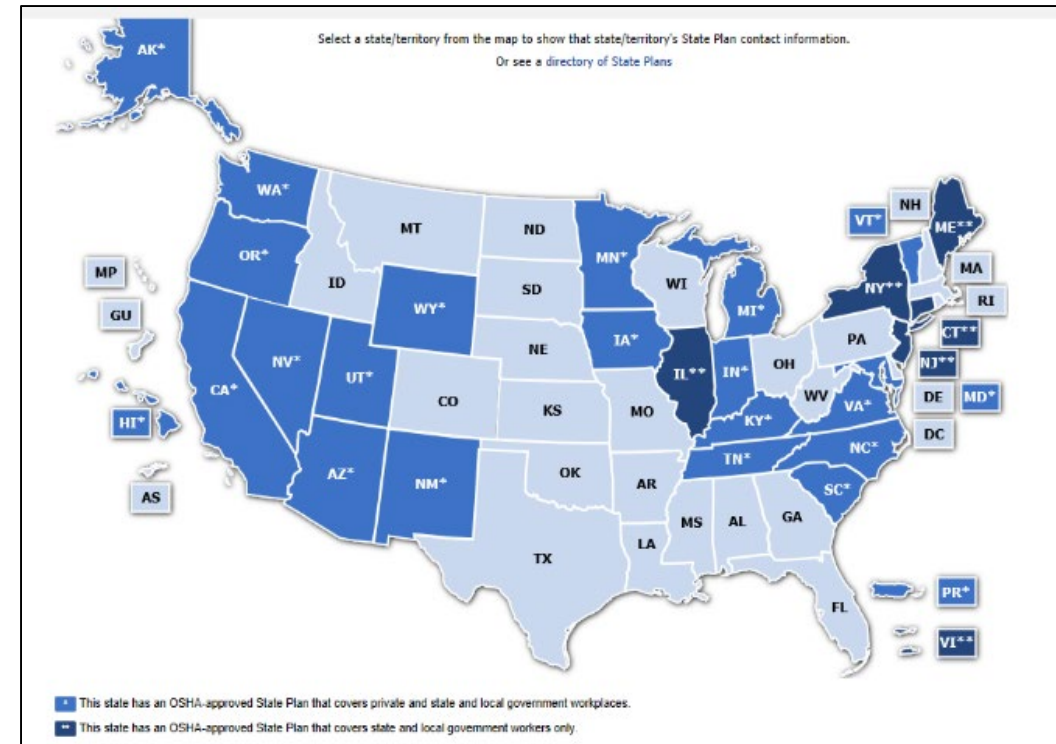 Select a state/territory from the map to show that state/territory's State Plan contact information.
Or see a directory of State Plans
AK*
WA*
OR*
CA*
NV*
ID
MT
WY*
UT*
AZ*
NM*
CO
ND
SD
NE
KS
OK
TX
MN*
IA*
MO
AR
LA
WI
IL**
MI*
IN*
OH
KY*
TN*
MS
AL
GA
FL
SC*
NC*
VA*
WV
PA
NY**
VT*
NH
ME**
MA
RI
CT**
NJ**
DE
MD*
DC
MP
GU
HI*
AS
PR*
VI**
* This state has an OSHA-approved State Plan that covers private and state and local government workplaces.
** This state has an OSHA-approved State Plan that covers state and local government workers only.